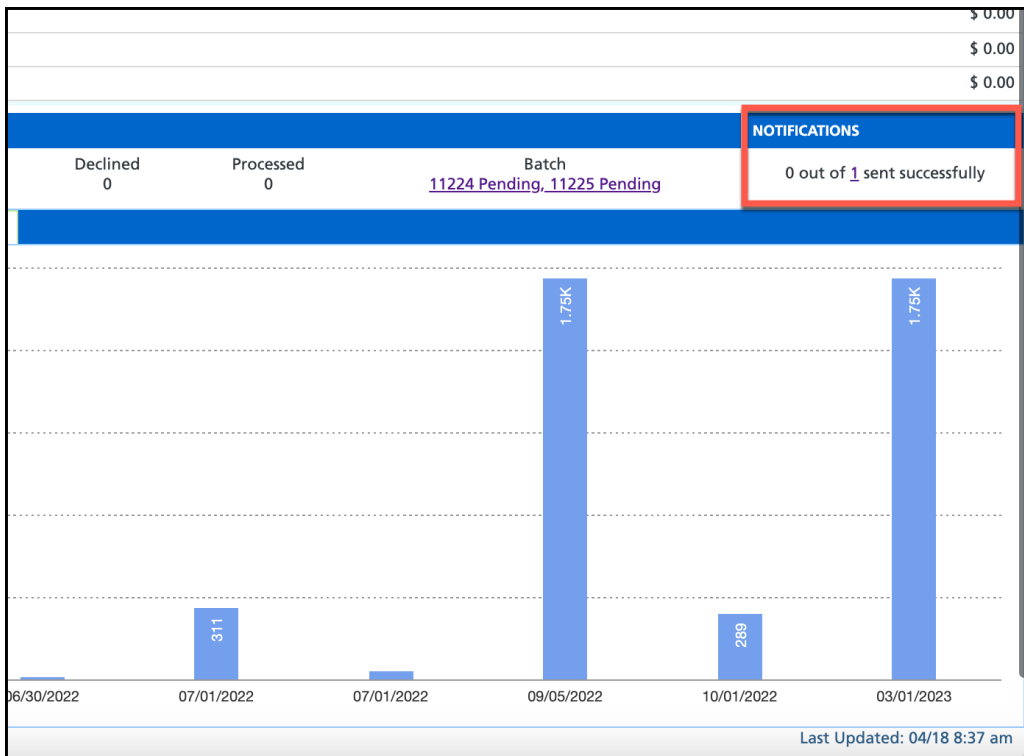 $ 0.00
$ 0.00
$ 0.00
NOTIFICATIONS
Declined
0
Processed
0
Batch
11224 Pending, 11225 Pending
0 out of 1 sent successfully
1.75K
1.75K
311
289
06/30/2022
07/01/2022
07/01/2022
09/05/2022
10/01/2022
03/01/2023
Last Updated: 04/18 8:37 am